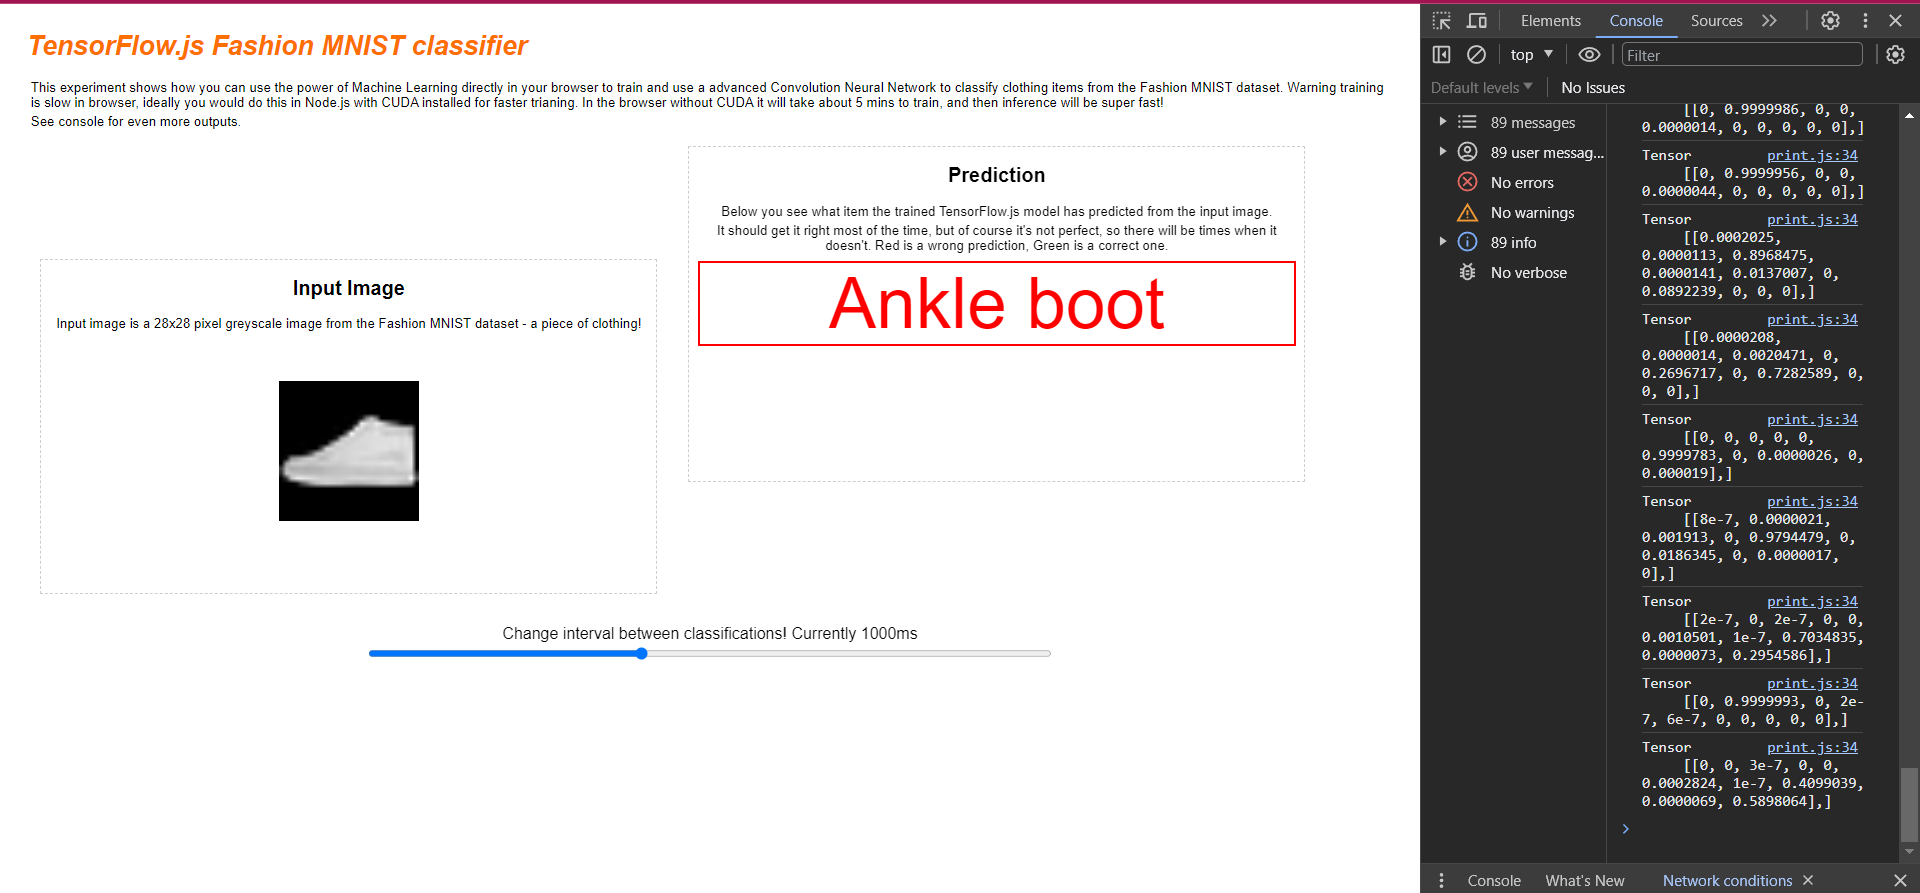 TensorFlow.js Fashion MNIST classifier
This experiment shows how you can use the power of Machine Learning directly in your browser to train and use a advanced Convolution Neural Network to classify clothing items from the Fashion MNIST dataset. Warning training
is slow in browser, ideally you would do this in Node.js with CUDA installed for faster trianing. In the browser without CUDA it will take about 5 mins to train, and then inference will be super fast!
See console for even more outputs.
Input Image
Input image is a 28x28 pixel greyscale image from the Fashion MNIST dataset - a piece of clothing!
Prediction
Below you see what item the trained TensorFlow.js model has predicted from the input image.
It should get it right most of the time, but of course it's not perfect, so there will be times when it
doesn't. Red is a wrong prediction, Green is a correct one.
Ankle boot
Change interval between classifications! Currently 1000ms
Elements Console Sources
top Filter
Default levels No Issues
89 messages
89 user messag...
No errors
No warnings
89 info
No verbose
[[0, 0.9999986, 0, 0,
0.0000014, 0, 0, 0, 0, 0],]
Tensor print.js:34
[[0, 0.9999956, 0, 0,
0.0000044, 0, 0, 0, 0, 0],]
Tensor print.js:34
[[0.0002025,
0.0000113, 0.8968475,
0.0000141, 0.0137007, 0,
0.0892239, 0, 0, 0],]
Tensor print.js:34
[[0.0000208,
0.0000014, 0.0020471, 0,
0.2696717, 0, 0.7282589, 0,
0, 0],]
Tensor print.js:34
[[0, 0, 0, 0, 0,
0.9999783, 0, 0.0000026, 0,
0.000019],]
Tensor print.js:34
[[8e-7, 0.0000021,
0.001913, 0, 0.9794479, 0,
0.0186345, 0, 0.0000017,
0],]
Tensor print.js:34
[[2e-7, 0, 2e-7, 0, 0,
0.0010501, 1e-7, 0.7034835,
0.0000073, 0.2954586],]
Tensor print.js:34
[[0, 0.9999993, 0, 2e-
7, 6e-7, 0, 0, 0, 0, 0],]
Tensor print.js:34
[[0, 0, 3e-7, 0, 0,
0.0002824, 1e-7, 0.4099039,
0.0000069, 0.5898064],]
Console What's New Network conditions